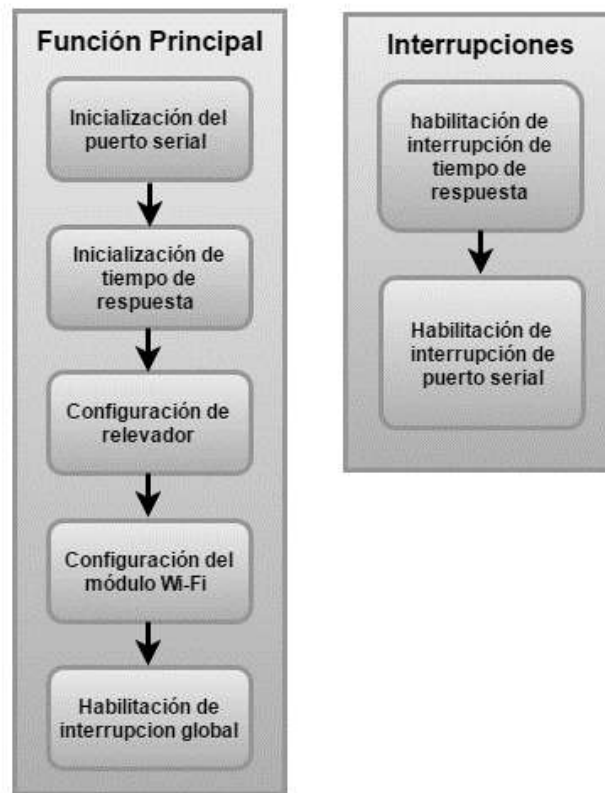 Función Principal
Inicialización del
puerto serial
Inicialización de
tiempo de
respuesta
Configuración de
relevador
Configuración del
módulo Wi-Fi
Habilitación de
interrupcion global
Interrupciones
habilitación de
interrupción de
tiempo de
respuesta
Habilitación de
interrupción de
puerto serial